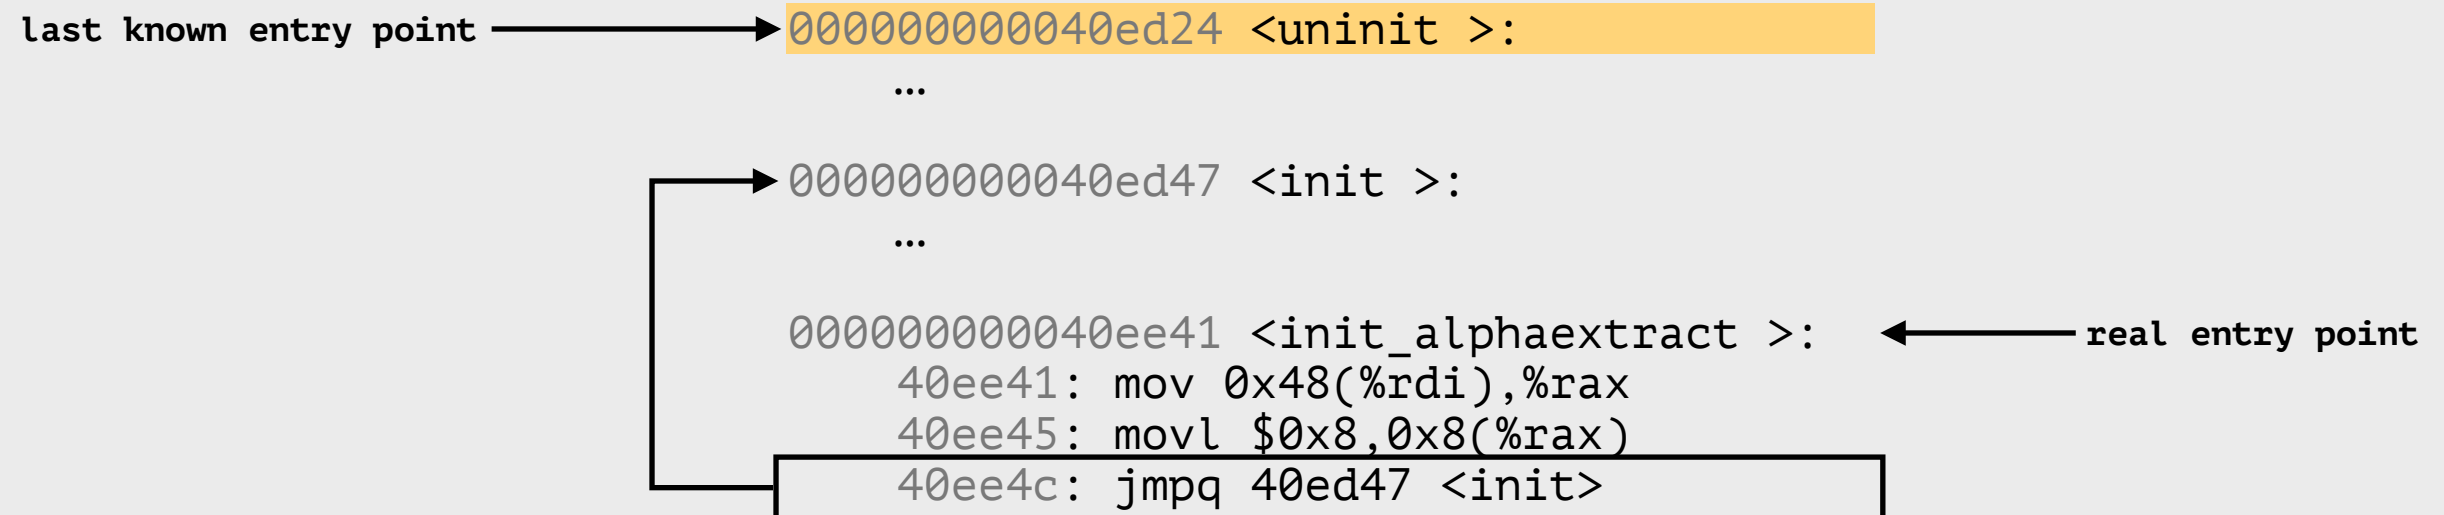 last known entry point 000000000040ed24 <uninit >:
…
000000000040ed47 <init >:
…
000000000040ee41 <init_alphaextract >: real entry point
40ee41: mov 0x48(%rdi),%rax
40ee45: movl $0x8,0x8(%rax)
40ee4c: jmpq 40ed47 <init>